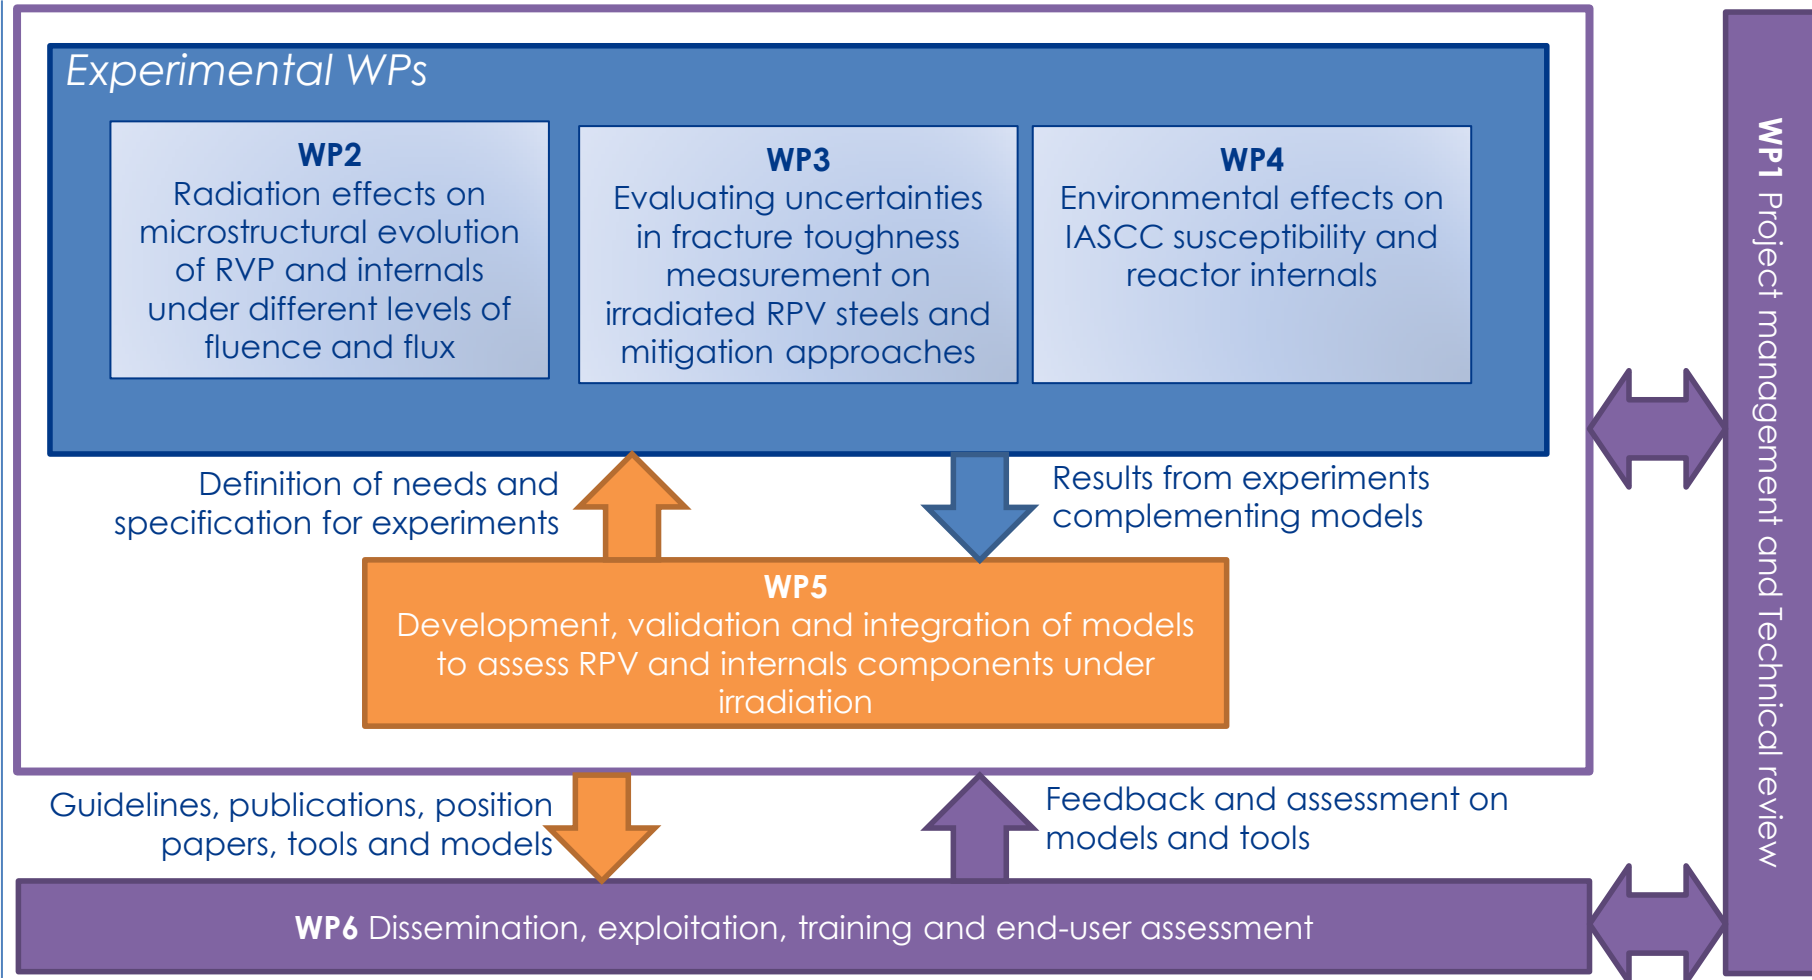 Experimental WPs
WP2
Radiation effects on
microstructural evolution
of RVP and internals
under different levels of
fluence and flux
WP3
Evaluating uncertainties
in fracture toughness
measurement on
irradiated RPV steels and
mitigation approaches
WP4
Environmental effects on
IASCC susceptibility and
reactor internals
Definition of needs and
specification for experiments
Results from experiments
complementing models
WP5
Development, validation and integration of models
to assess RPV and internals components under
irradiation
Guidelines, publications, position
papers, tools and models
Feedback and assessment on
models and tools
WP6 Dissemination, exploitation, training and end-user assessment
WP1 Project management and Technical review